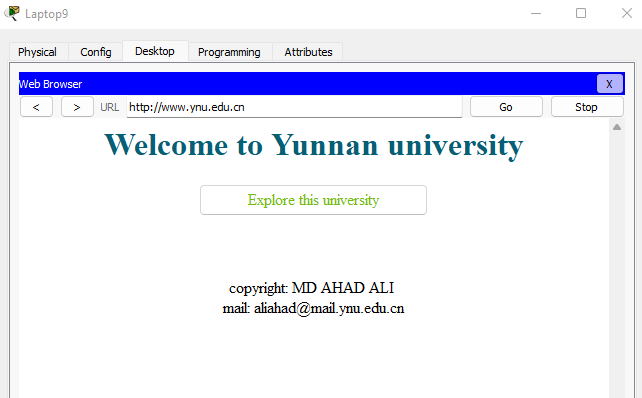 Laptop9
Physical Config Desktop Programming Attributes
Web Browser X
< > URL http://www.ynu.edu.cn Go Stop
Welcome to Yunnan university
Explore this university
copyright: MD AHAD ALI
mail: aliahad@mail.ynu.edu.cn